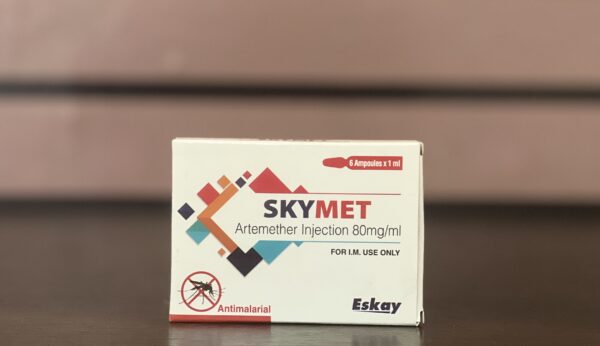 6 Ampoules x 1 ml
SKYMET
Artemether Injection 80mg/ml
FOR I.M. USE ONLY
Antimalarial
Eskay